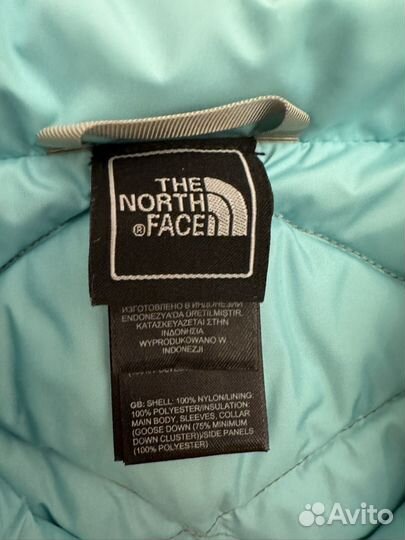 THE
NORTH
®FACE
ИЗГОТОВЛЕНО В ИНДОНЕЗИИ
ENDONEZYA'DA ÜRETILMIŞTIR,
ΚΑΤΑΣΚΕΥΑΖΕΤΑΙ ΣΤΗΝ
ΙΝΔΟΝΗΣΙΑ
WYPRODUKOWANO W
INDONEZJI
GB: SHELL: 100% NYLON/LINING:
100% POLYESTER/INSULATION:
MAIN BODY, SLEEVES, COLLAR
(GOOSE DOWN (75% MINIMUM
DOWN CLUSTER))/SIDE PANELS
(100% POLYESTER)
Avito